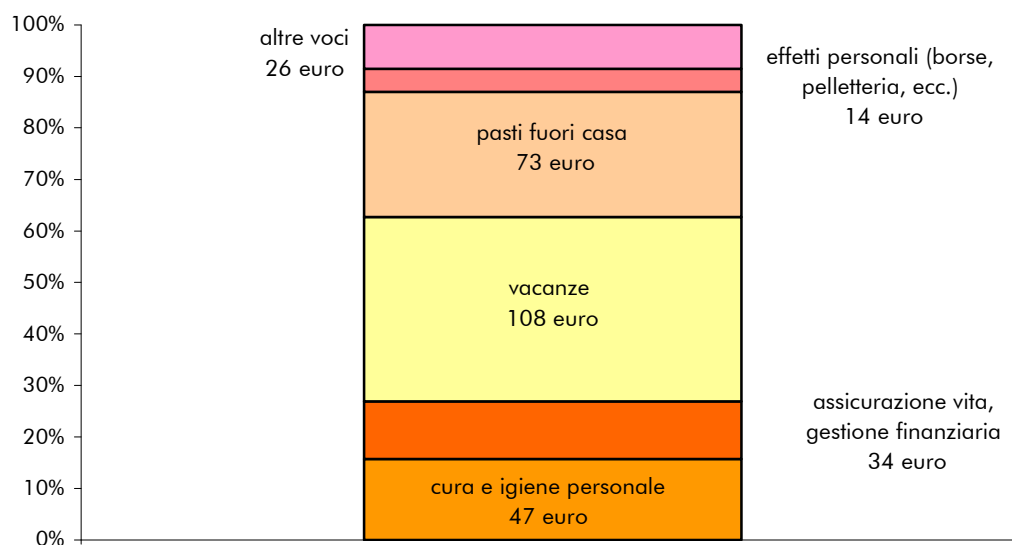 100%
90%
80%
70%
60%
50%
40%
30%
20%
10%
0%
altre voci
26 euro
effetti personali (borse,
pelletteria, ecc.)
14 euro
pasti fuori casa
73 euro
vacanze
108 euro
assicurazione vita,
gestione finanziaria
34 euro
cura e igiene personale
47 euro